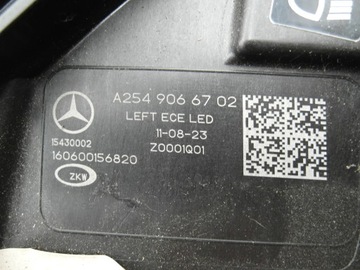 A254 906 67 02
LEFT ECE LED
11-08-23
15430002
Z0001Q01
160600156820
ZKW